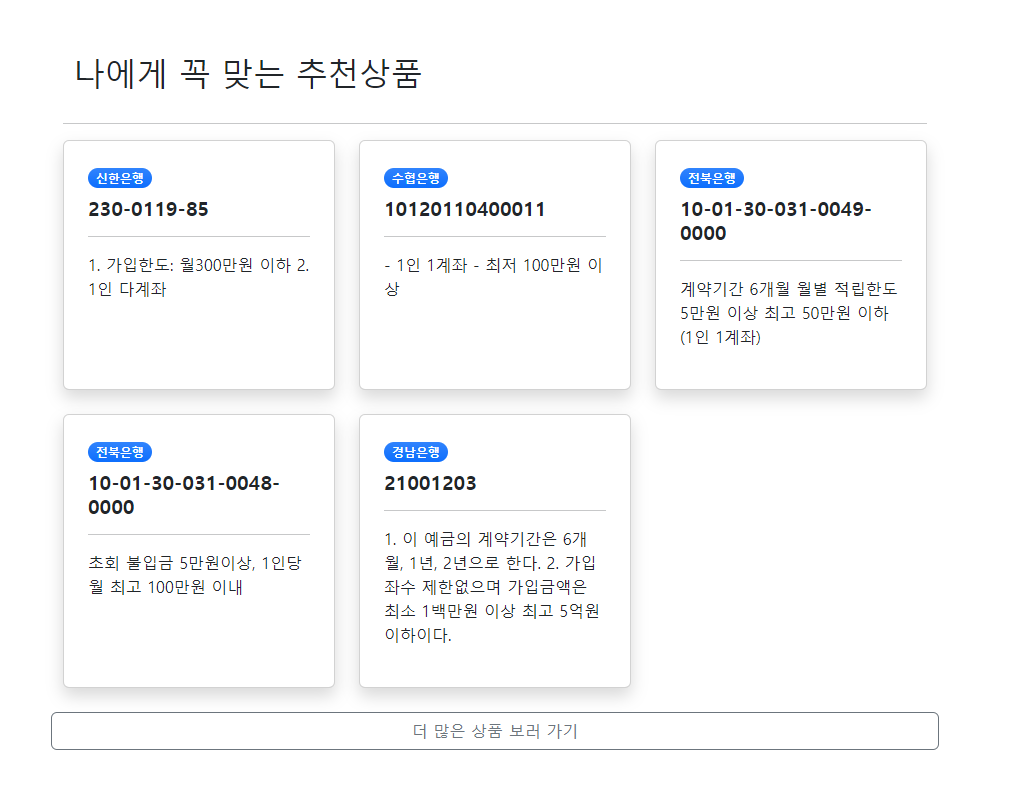 나에게 꼭 맞는 추천상품
신한은행
230-0119-85
1. 가입한도: 월300만원 이하 2.
1인 다계좌
수협은행
10120110400011
- 1인 1계좌 - 최저 100만원 이
상
전북은행
10-01-30-031-0049-
0000
계약기간 6개월 월별 적립한도
5만원 이상 최고 50만원 이하
(1인 1계좌)
전북은행
10-01-30-031-0048-
0000
초회 불입금 5만원이상, 1인당
월 최고 100만원 이내
경남은행
21001203
1. 이 예금의 계약기간은 6개
월, 1년, 2년으로 한다. 2. 가입
좌수 제한없으며 가입금액은
최소 1백만원 이상 최고 5억원
이하이다.
더 많은 상품 보러 가기